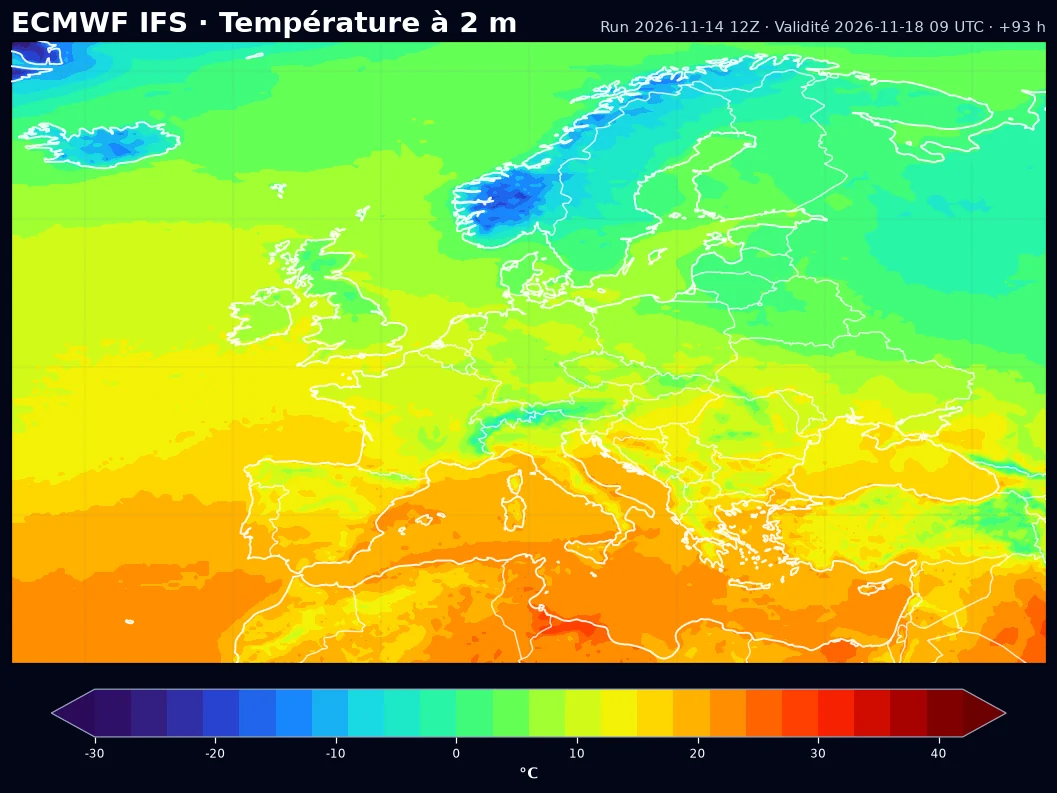 ECMWF IFS · Température à 2 m
Run 2026-11-14 12Z · Validité 2026-11-18 09 UTC · +93 h
-30 -20 -10 0 10 20 30 40
°C